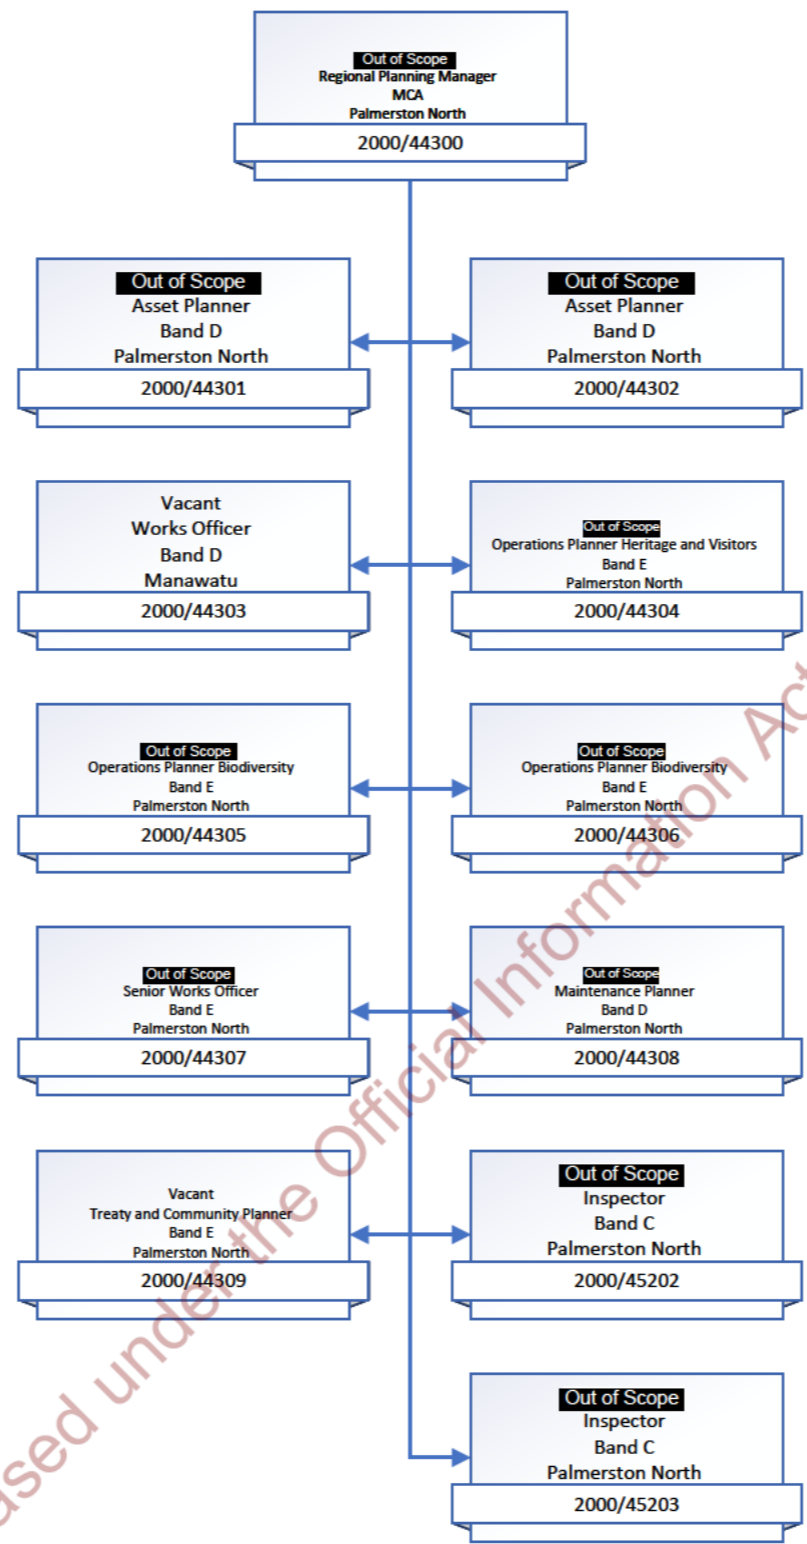 Out of Scope
Regional Planning Manager
MCA
Palmerston North
2000/44300
Out of Scope
Asset Planner
Band D
Palmerston North
2000/44301
Out of Scope
Asset Planner
Band D
Palmerston North
2000/44302
Vacant
Works Officer
Band D
Manawatu
2000/44303
Out of Scope
Operations Planner Heritage and Visitors
Band E
Palmerston North
2000/44304
Out of Scope
Operations Planner Biodiversity
Band E
Palmerston North
2000/44305
Out of Scope
Operations Planner Biodiversity
Band E
Palmerston North
2000/44306
Out of Scope
Senior Works Officer
Band E
Palmerston North
2000/44307
Out of Scope
Maintenance Planner
Band D
Palmerston North
2000/44308
Vacant
Treaty and Community Planner
Band E
Palmerston North
2000/44309
Out of Scope
Inspector
Band C
Palmerston North
2000/45202
Out of Scope
Inspector
Band C
Palmerston North
2000/45203
ased under the Official Information Act